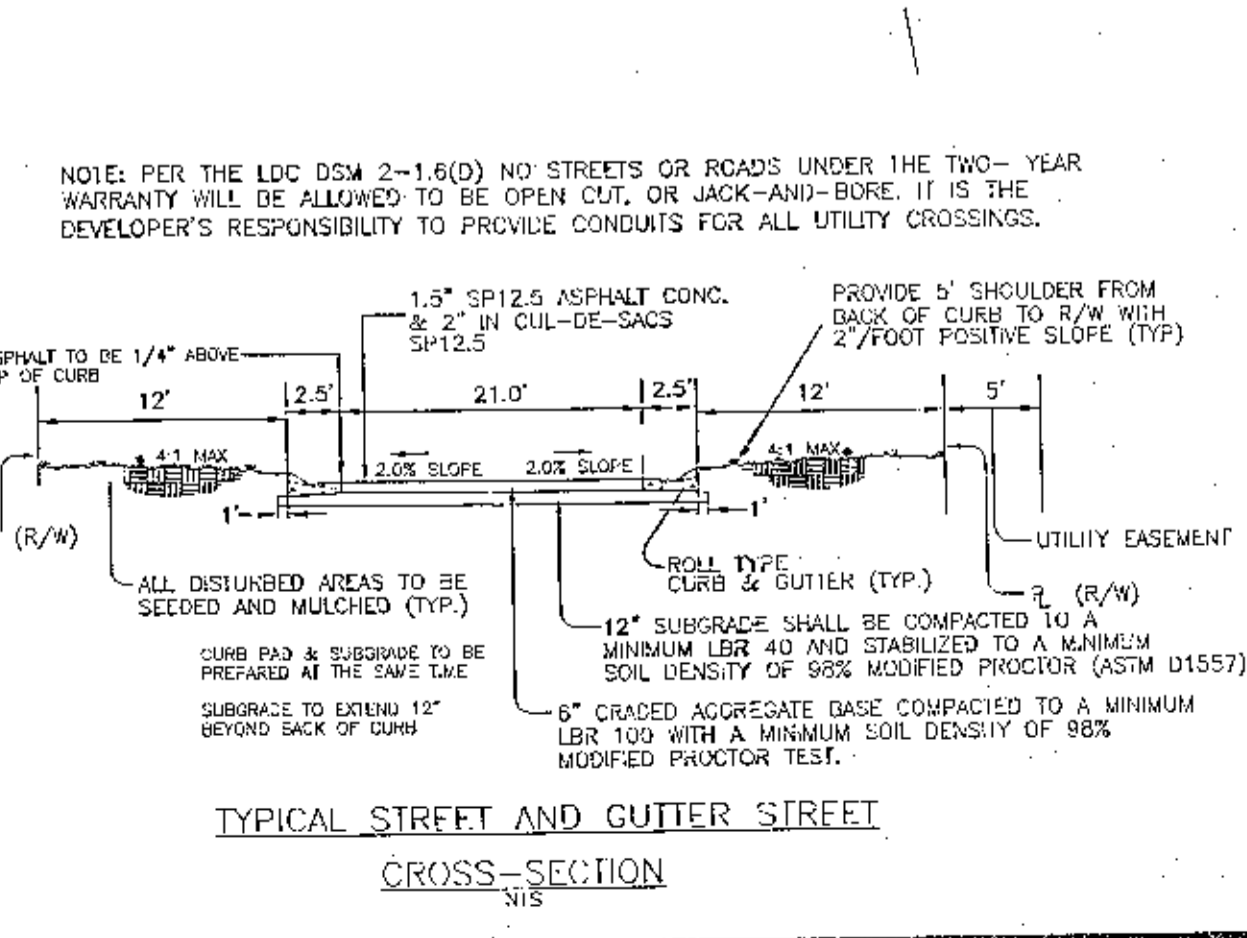 NOTE: PER THE LDC DSM 2-1.6(D) NO STREETS OR ROADS UNDER THE TWO- YEAR
WARRANTY WILL BE ALLOWED TO BE OPEN CUT, OR JACK-AND-BORE. IT IS THE
DEVELOPER'S RESPONSIBILITY TO PROVIDE CONDUITS FOR ALL UTILITY CROSSINGS.
1.5" SP12.5 ASPHALT CONC.
& 2" IN CUL-DE-SACS
SP12.5
PROVIDE 5' SHOULDER FROM
BACK OF CURB TO R/W WITH
2"/FOOT POSITIVE SLOPE (TYP)
SPHALT TO BE 1/4" ABOVE
P OF CURB
12' 2.5' 21.0' 2.5' 12' 5'
4:1 MAX 2.0% SLOPE 2.0% SLOPE 4:1 MAX
1' 1'
(R/W)
UTILITY EASEMENT
ROLL TYPE
CURB & GUTTER (TYP.)
ALL DISTURBED AREAS TO BE
SEEDED AND MULCHED (TYP.)
PL (R/W)
12" SUBGRADE SHALL BE COMPACTED TO A
MINIMUM LBR 40 AND STABILIZED TO A MINIMUM
SOIL DENSITY OF 98% MODIFIED PROCTOR (ASTM D1557)
CURB PAD & SUBGRADE TO BE
PREPARED AT THE SAME TIME
SUBGRADE TO EXTEND 12"
BEYOND BACK OF CURB
6" GRADED AGGREGATE BASE COMPACTED TO A MINIMUM
LBR 100 WITH A MINIMUM SOIL DENSITY OF 98%
MODIFIED PROCTOR TEST.
TYPICAL STREET AND GUTTER STREET
CROSS-SECTION
NTS